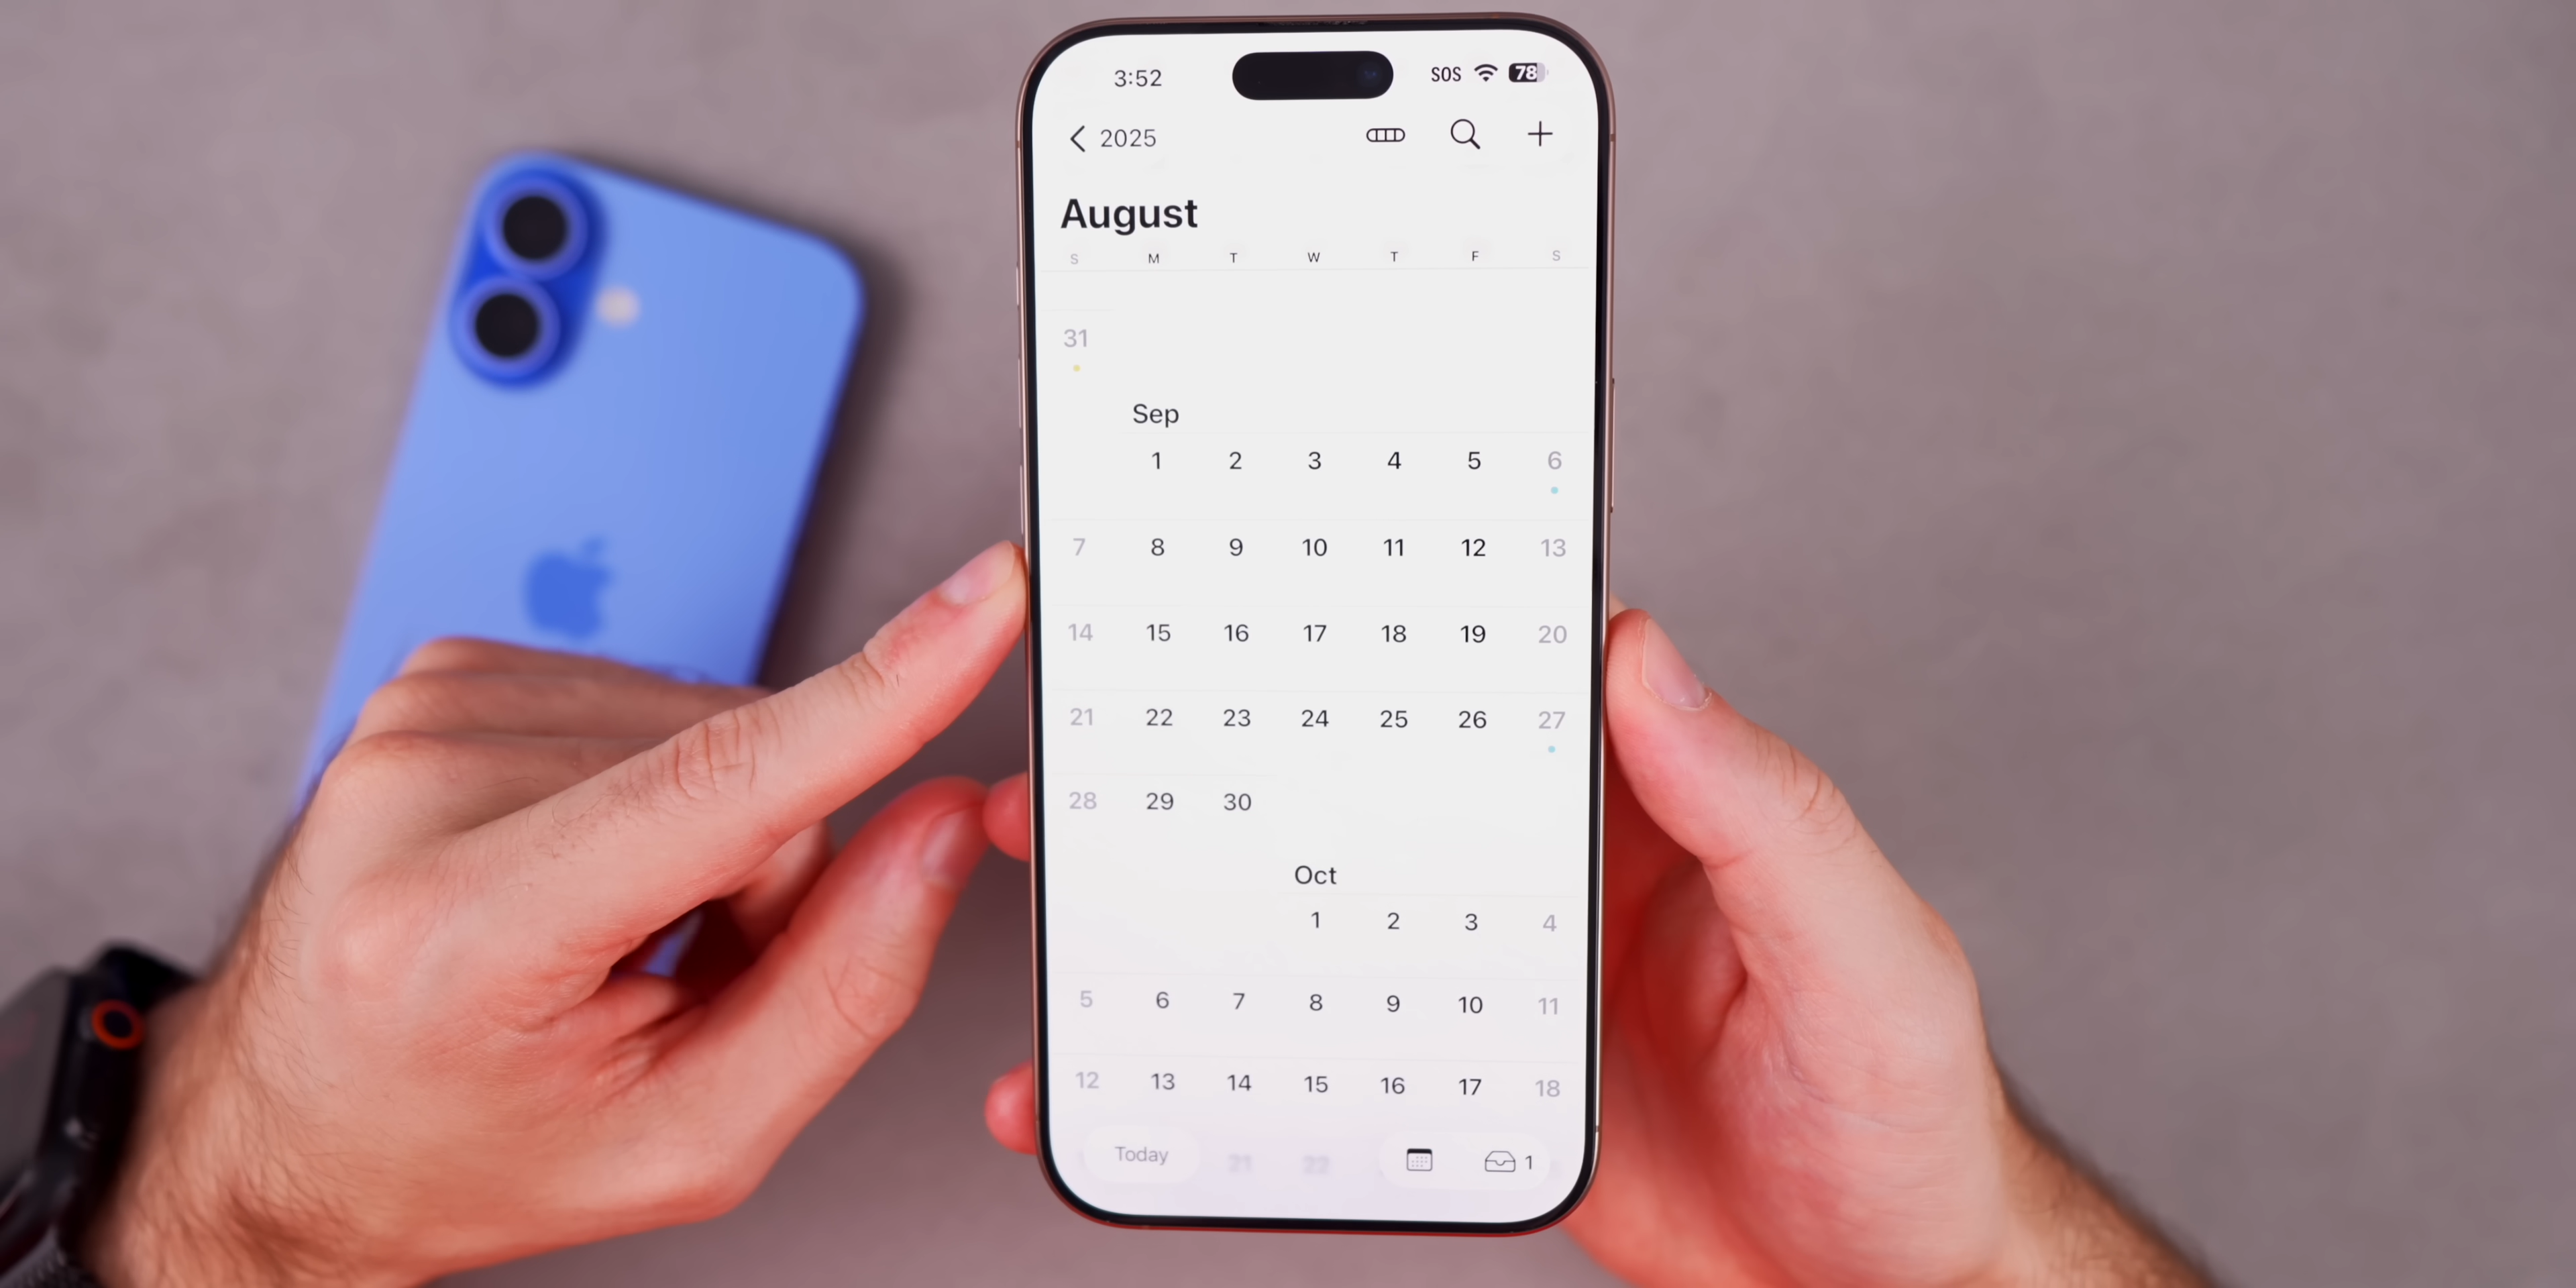 3:52 SOS 78
2025
August
S M T W T F S
31
Sep
1 2 3 4 5 6
7 8 9 10 11 12 13
14 15 16 17 18 19 20
21 22 23 24 25 26 27
28 29 30
Oct
1 2 3 4
5 6 7 8 9 10 11
12 13 14 15 16 17 18
Today 21 22 1